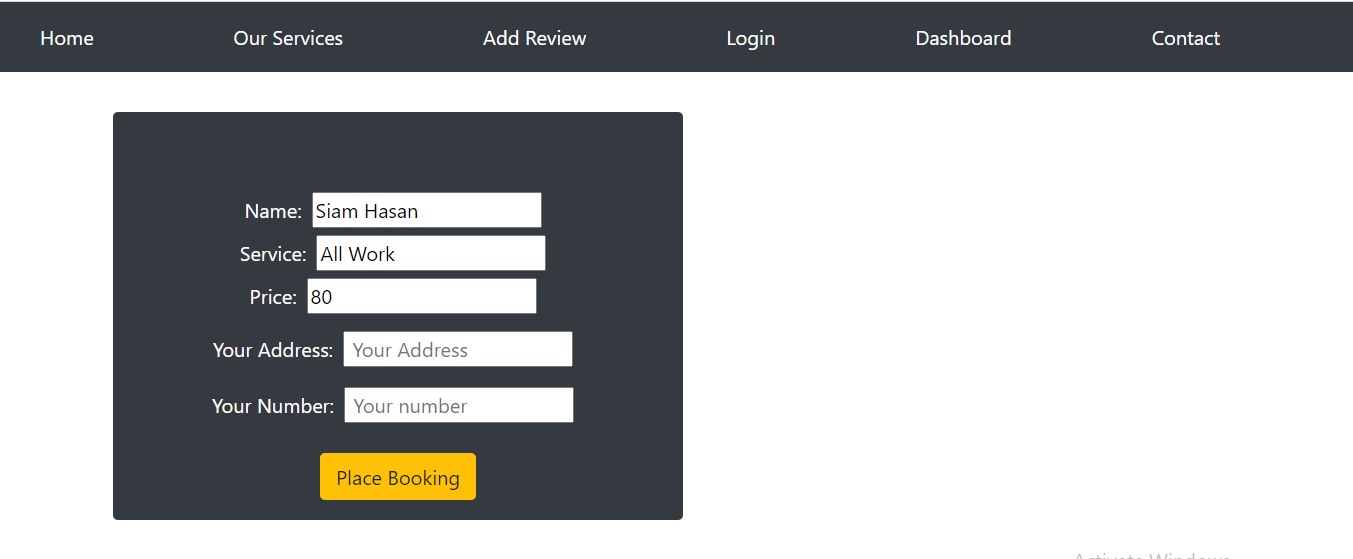 Home Our Services Add Review Login Dashboard Contact
Name: Siam Hasan
Service: All Work
Price: 80
Your Address: Your Address
Your Number: Your number
Place Booking
Activate Windows